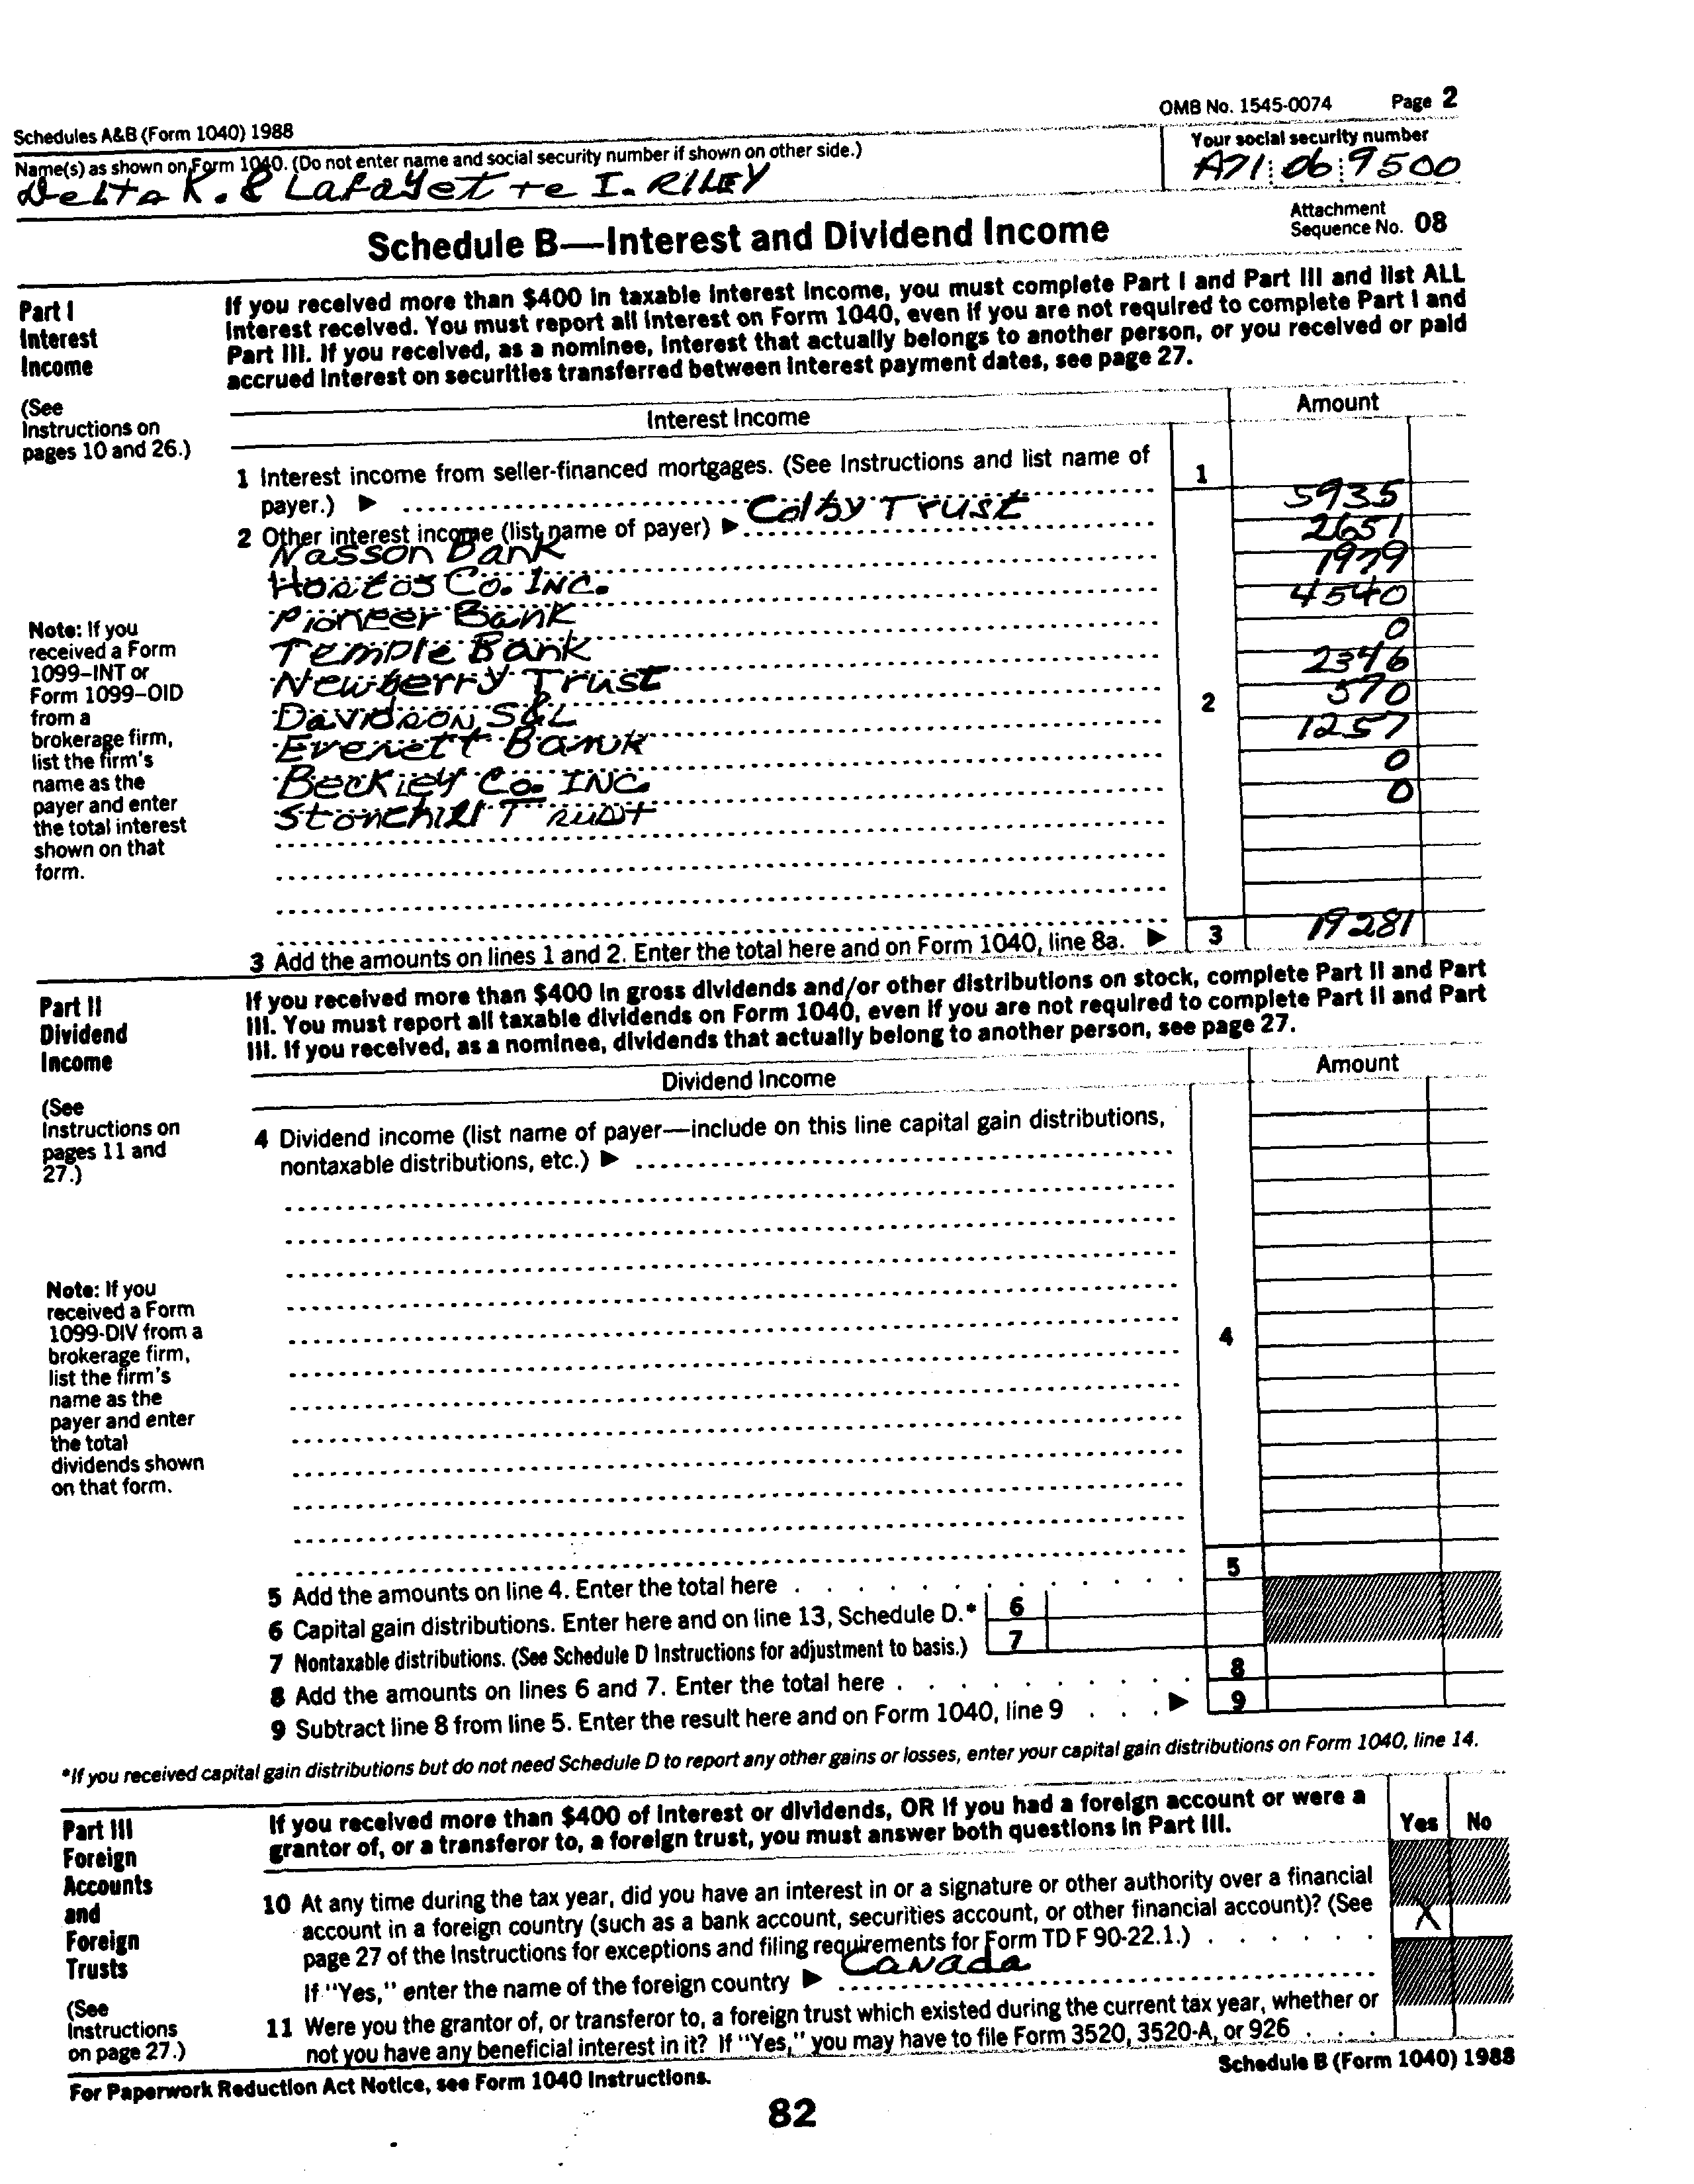 OMB No. 1545-0074 Page 2
Schedules A&B (Form 1040) 1988
Name(s) as shown on Form 1040. (Do not enter name and social security number if shown on other side.)
Your social security number
Delta K. & Lafayette I. RILEY
A71 06 9500
Schedule B—Interest and Dividend Income
Attachment
Sequence No. 08
Part I
Interest
Income
(See
Instructions on
pages 10 and 26.)
If you received more than $400 in taxable interest income, you must complete Part I and Part III and list ALL
interest received. You must report all interest on Form 1040, even if you are not required to complete Part I and
Part III. If you received, as a nominee, interest that actually belongs to another person, or you received or paid
accrued interest on securities transferred between interest payment dates, see page 27.
Interest Income
Amount
1 Interest income from seller-financed mortgages. (See Instructions and list name of
payer.) ▶
1
2 Other interest income (list name of payer) ▶ Colby Trust
5935
Nasson Bank 2651
Hostos Co. INC. 1979
Pioneer Bank 4540
Temple Bank 0
Newberry Trust 2346
Davidson S&L 570
2
Everett Bank 1257
Beckley Co. INC. 0
Stonehill Trust 0
Note: If you
received a Form
1099–INT or
Form 1099–OID
from a
brokerage firm,
list the firm's
name as the
payer and enter
the total interest
shown on that
form.
3 Add the amounts on lines 1 and 2. Enter the total here and on Form 1040, line 8a. ▶ 3 19281
Part II
Dividend
Income
(See
Instructions on
pages 11 and
27.)
If you received more than $400 in gross dividends and/or other distributions on stock, complete Part II and Part
III. You must report all taxable dividends on Form 1040, even if you are not required to complete Part II and Part
III. If you received, as a nominee, dividends that actually belong to another person, see page 27.
Dividend Income
Amount
4 Dividend income (list name of payer—include on this line capital gain distributions,
nontaxable distributions, etc.) ▶
4
Note: If you
received a Form
1099-DIV from a
brokerage firm,
list the firm's
name as the
payer and enter
the total
dividends shown
on that form.
5 Add the amounts on line 4. Enter the total here . . . . . . . . . . . . 5
6 Capital gain distributions. Enter here and on line 13, Schedule D.* 6
7 Nontaxable distributions. (See Schedule D Instructions for adjustment to basis.) 7
8 Add the amounts on lines 6 and 7. Enter the total here . . . . . . . . . . 8
9 Subtract line 8 from line 5. Enter the result here and on Form 1040, line 9 . . . ▶ 9
*If you received capital gain distributions but do not need Schedule D to report any other gains or losses, enter your capital gain distributions on Form 1040, line 14.
Part III
Foreign
Accounts
and
Foreign
Trusts
(See
Instructions
on page 27.)
If you received more than $400 of interest or dividends, OR if you had a foreign account or were a
grantor of, or a transferor to, a foreign trust, you must answer both questions in Part III.
Yes No
10 At any time during the tax year, did you have an interest in or a signature or other authority over a financial
account in a foreign country (such as a bank account, securities account, or other financial account)? (See
page 27 of the Instructions for exceptions and filing requirements for Form TD F 90-22.1.) . . . . . . X
If "Yes," enter the name of the foreign country ▶ Canada
11 Were you the grantor of, or transferor to, a foreign trust which existed during the current tax year, whether or
not you have any beneficial interest in it? If "Yes," you may have to file Form 3520, 3520-A, or 926 . . . .
For Paperwork Reduction Act Notice, see Form 1040 Instructions.
Schedule B (Form 1040) 1988
82